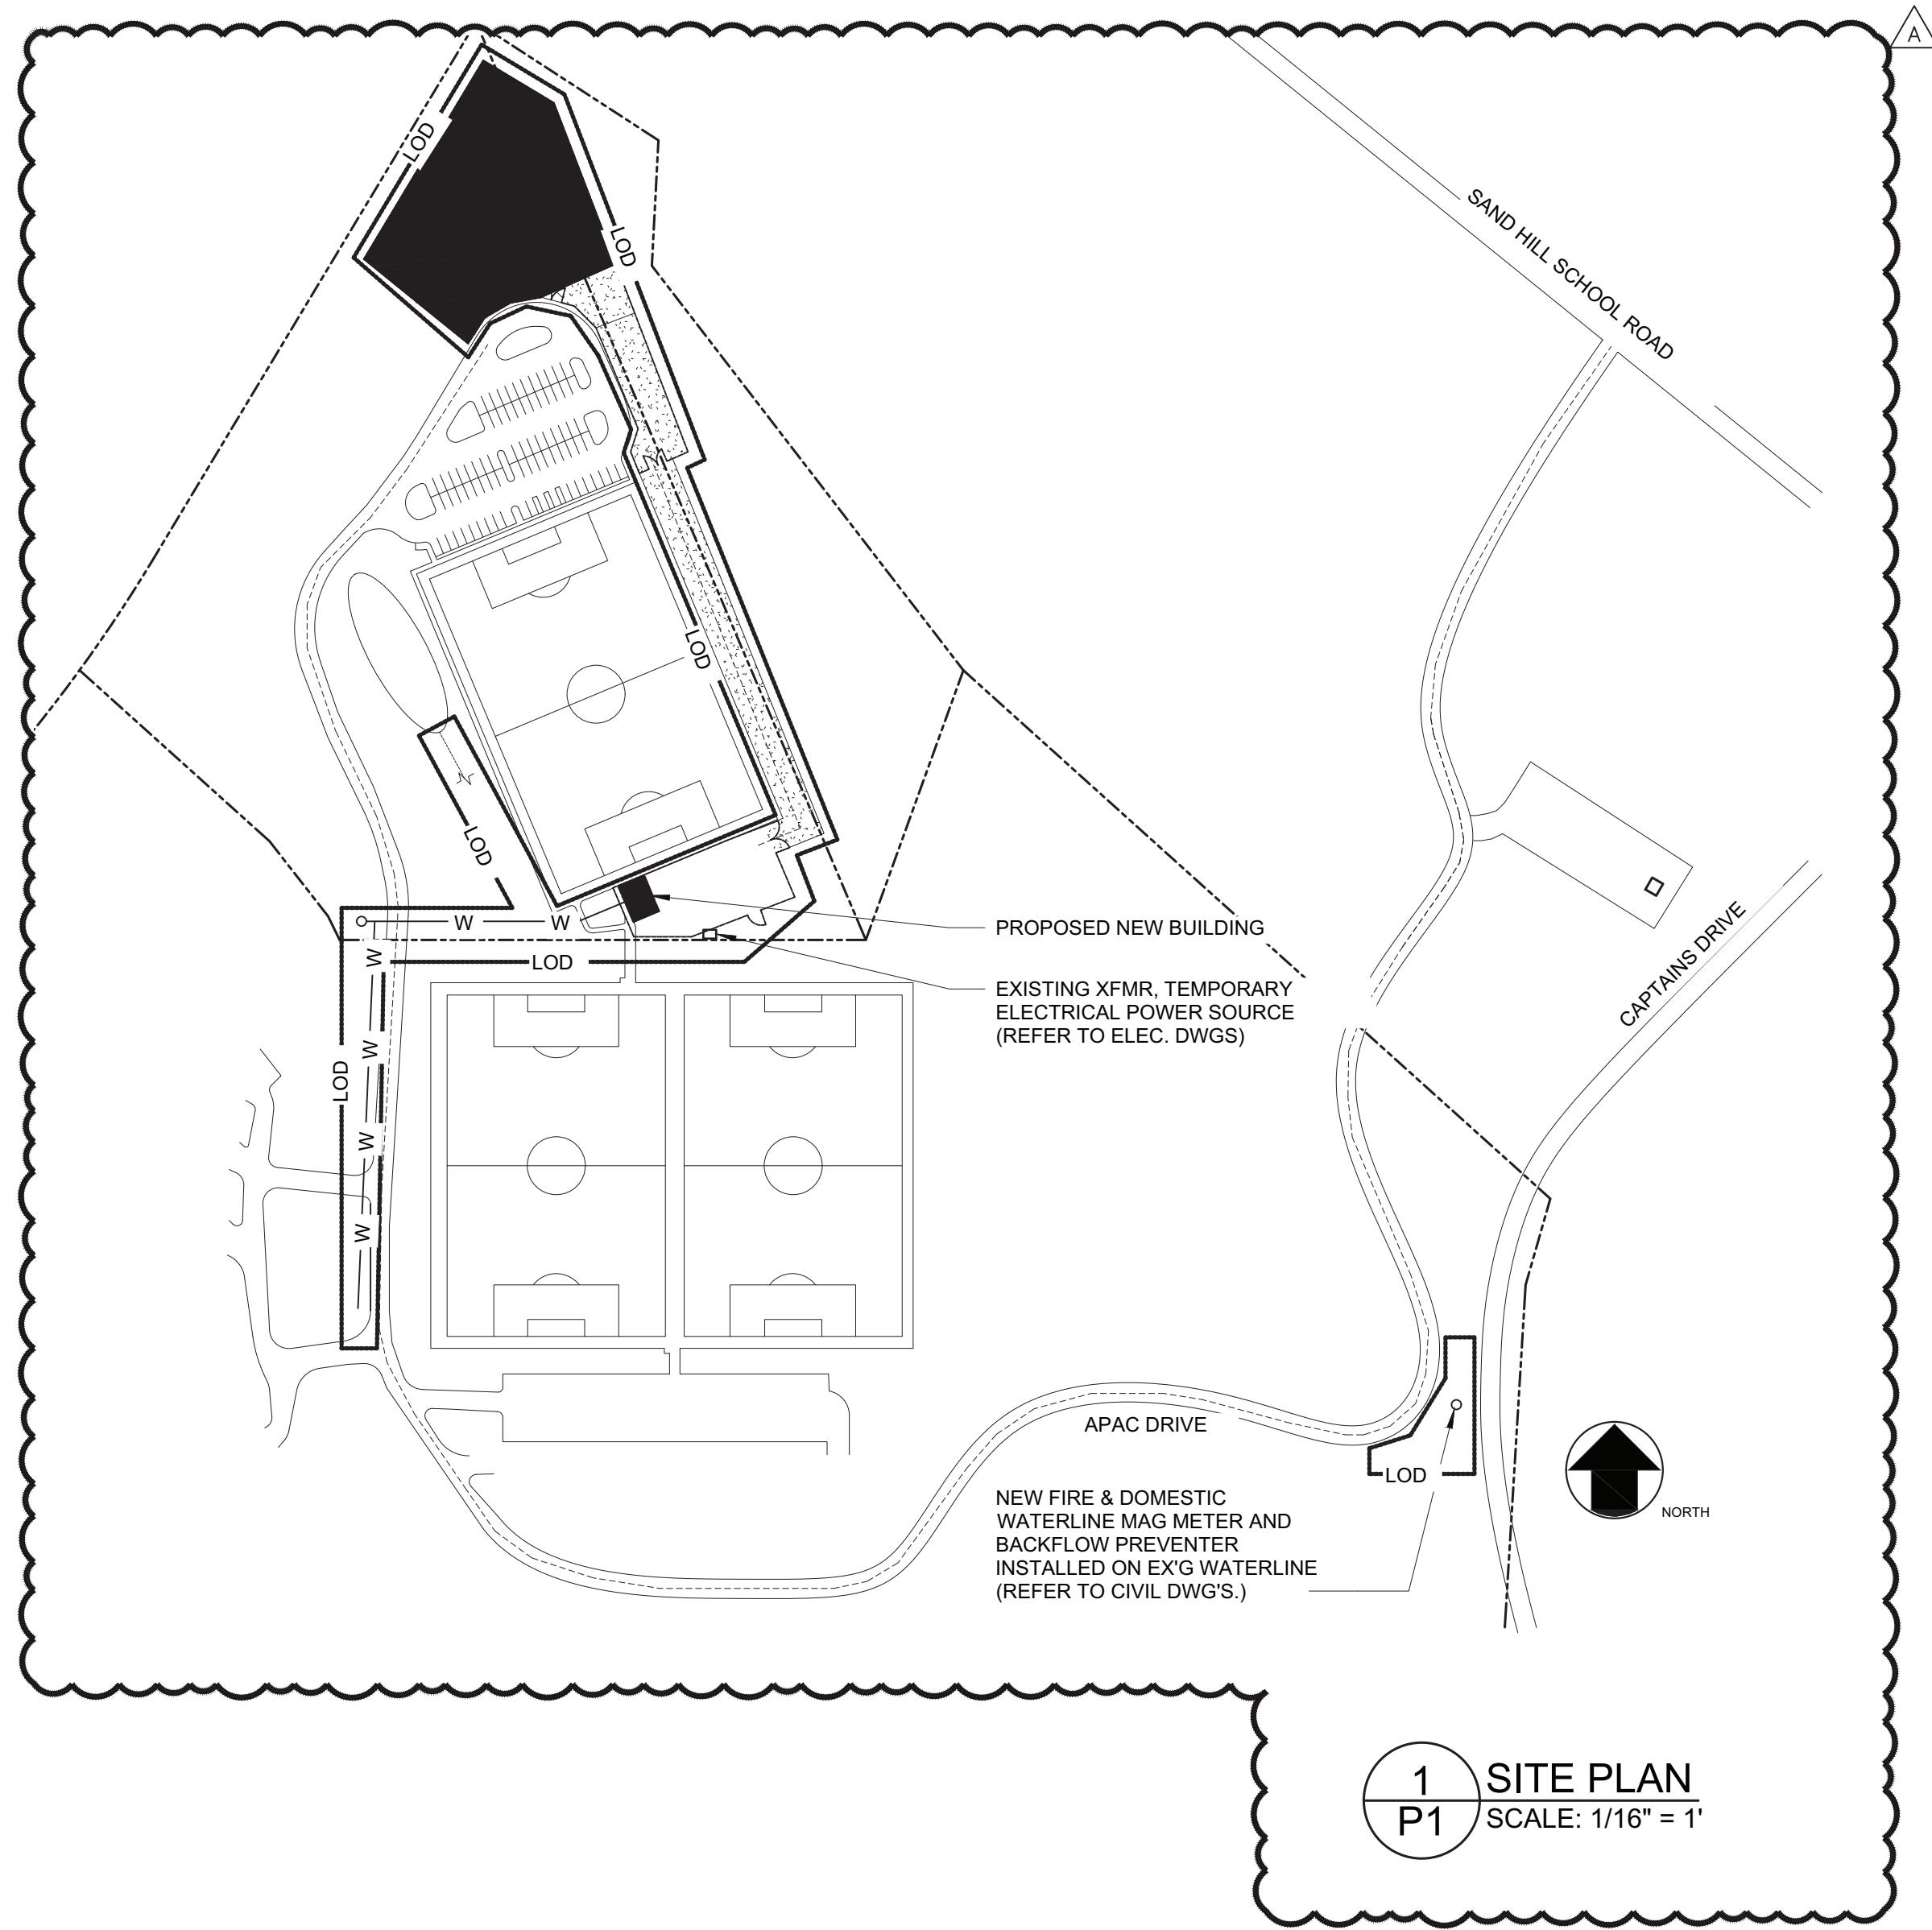 A
LOD
LOD
SAND HILL SCHOOL ROAD
LOD
LOD
W
W
PROPOSED NEW BUILDING
CAPTAINS DRIVE
W
LOD
EXISTING XFMR, TEMPORARY
ELECTRICAL POWER SOURCE
(REFER TO ELEC. DWGS)
W
LOD
W
W
APAC DRIVE
LOD
NEW FIRE & DOMESTIC
WATERLINE MAG METER AND
BACKFLOW PREVENTER
INSTALLED ON EX'G WATERLINE
(REFER TO CIVIL DWG'S.)
NORTH
1
P1
SITE PLAN
SCALE: 1/16" = 1'